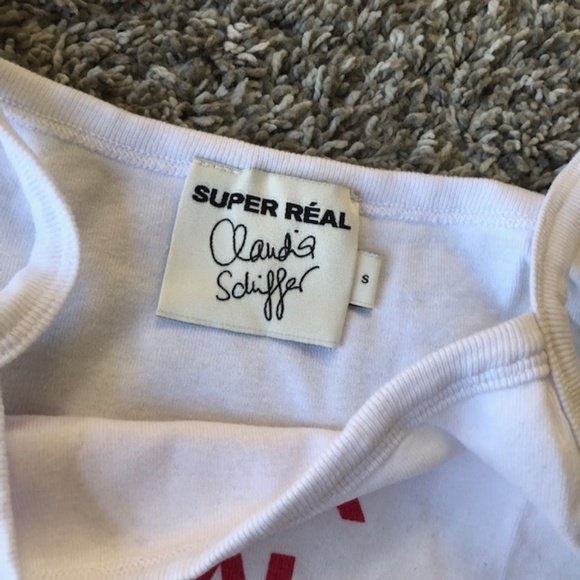 SUPER RÉAL
Claudia
Schiffer
S